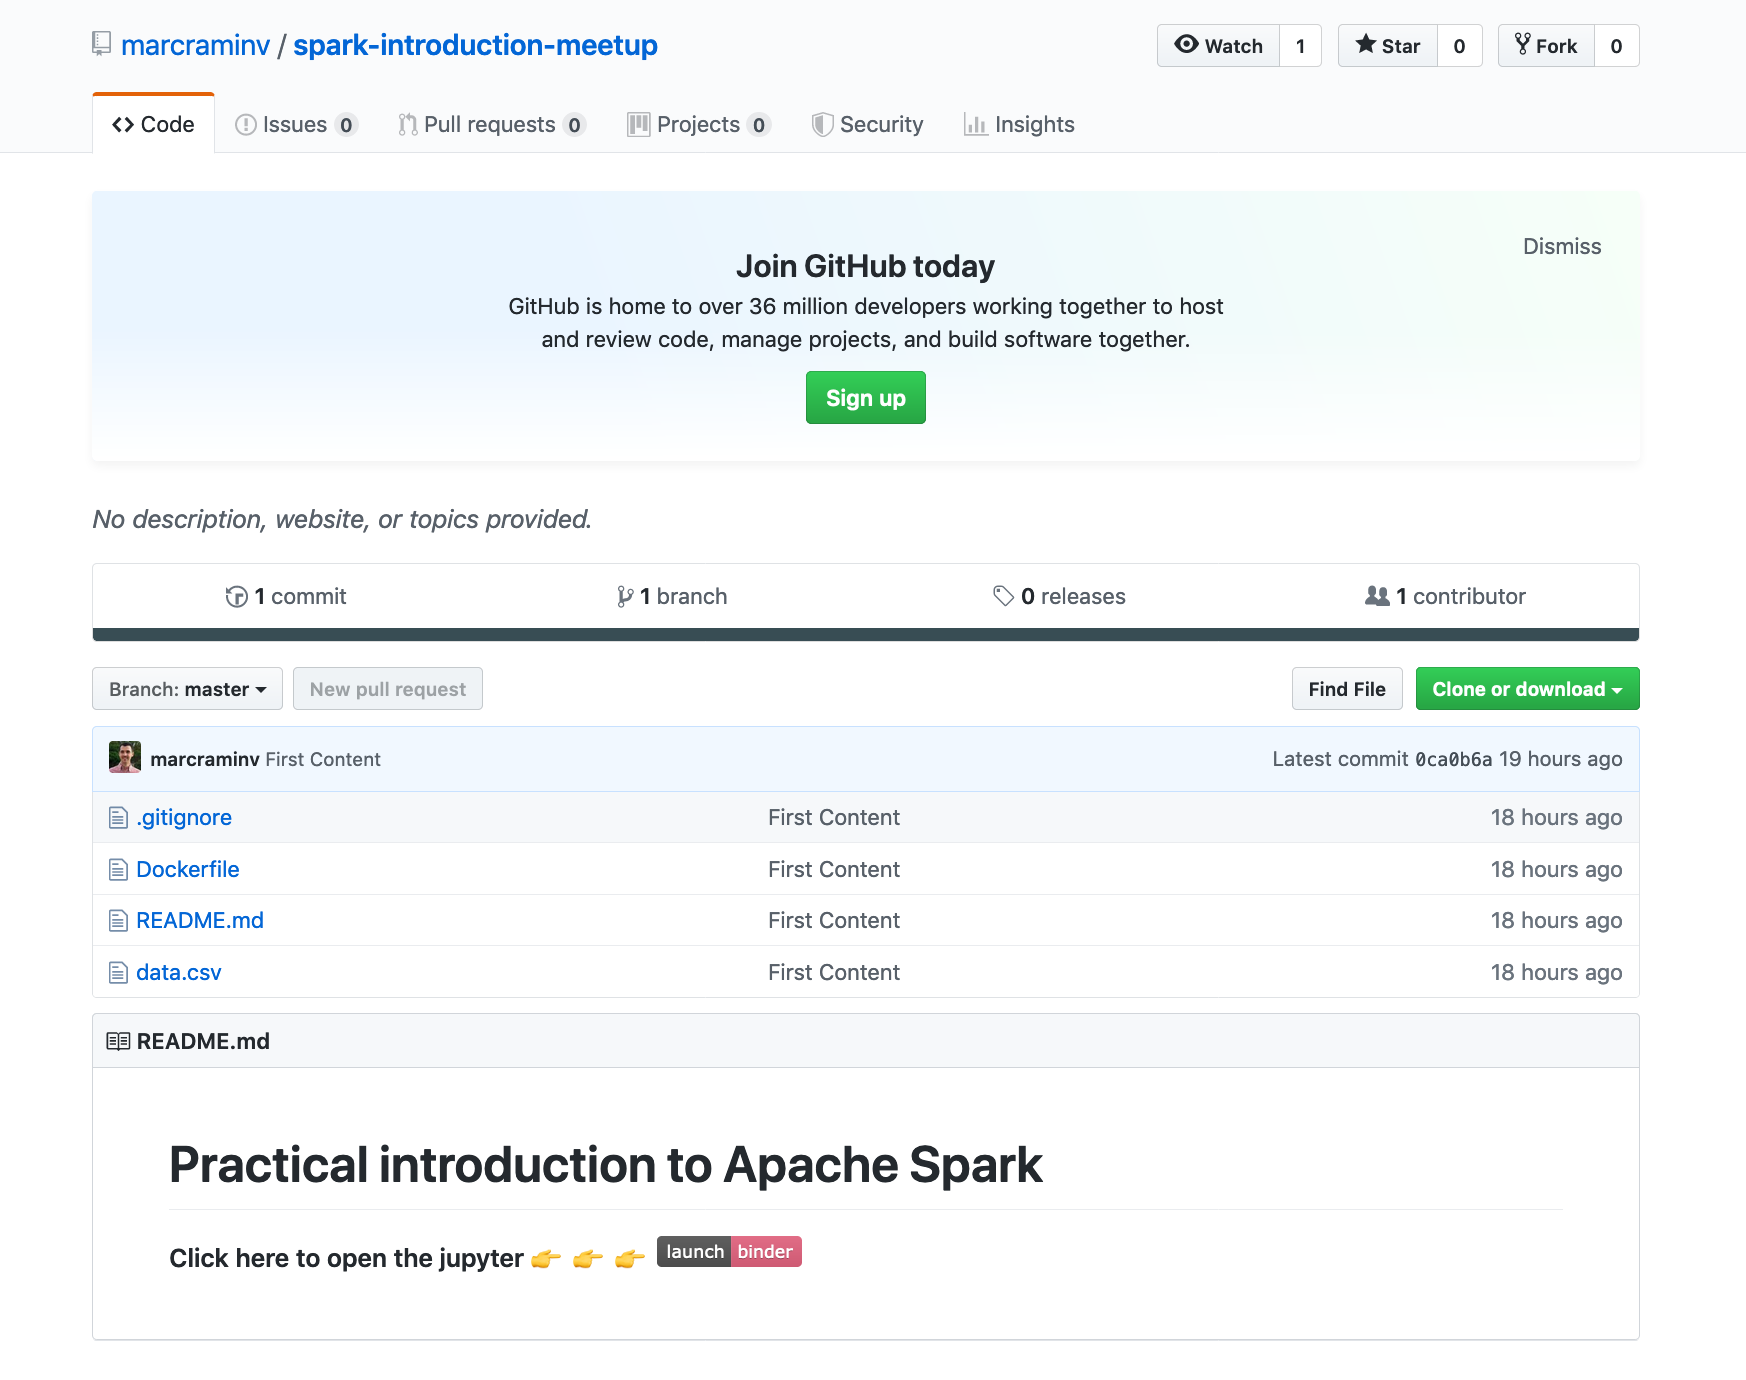 marcraminv / spark-introduction-meetup
Watch 1 Star 0 Fork 0
Code Issues 0 Pull requests 0 Projects 0 Security Insights
Dismiss
Join GitHub today
GitHub is home to over 36 million developers working together to host
and review code, manage projects, and build software together.
Sign up
No description, website, or topics provided.
1 commit 1 branch 0 releases 1 contributor
Branch: master New pull request Find File Clone or download
marcraminv First Content Latest commit 0ca0b6a 19 hours ago
.gitignore First Content 18 hours ago
Dockerfile First Content 18 hours ago
README.md First Content 18 hours ago
data.csv First Content 18 hours ago
README.md
Practical introduction to Apache Spark
Click here to open the jupyter 👉 👉 👉 launch binder